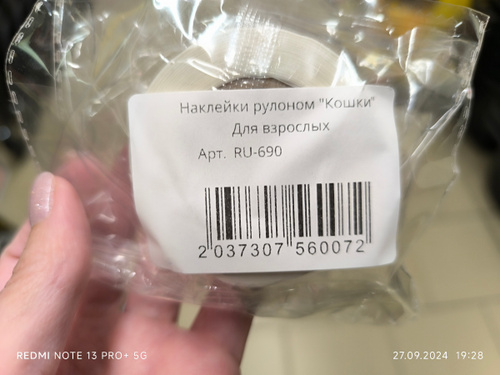 Наклейки рулоном "Кошки"
Для взрослых
Арт. RU-690
2 037307 560072
REDMI NOTE 13 PRO+ 5G
27.09.2024 19:28